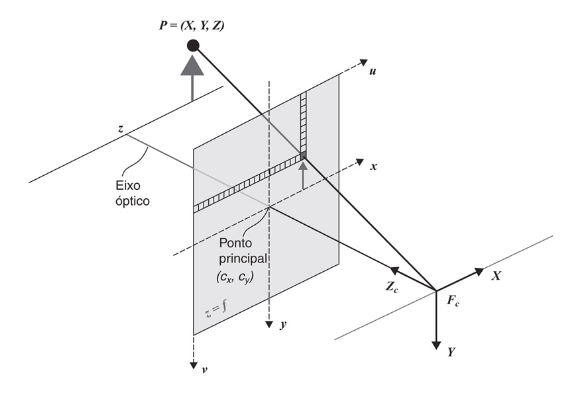 P = (X, Y, Z)
u
z
x
Eixo
óptico
Ponto
principal
(cx, cy)
Zc
X
Fc
z = f
y
Y
v